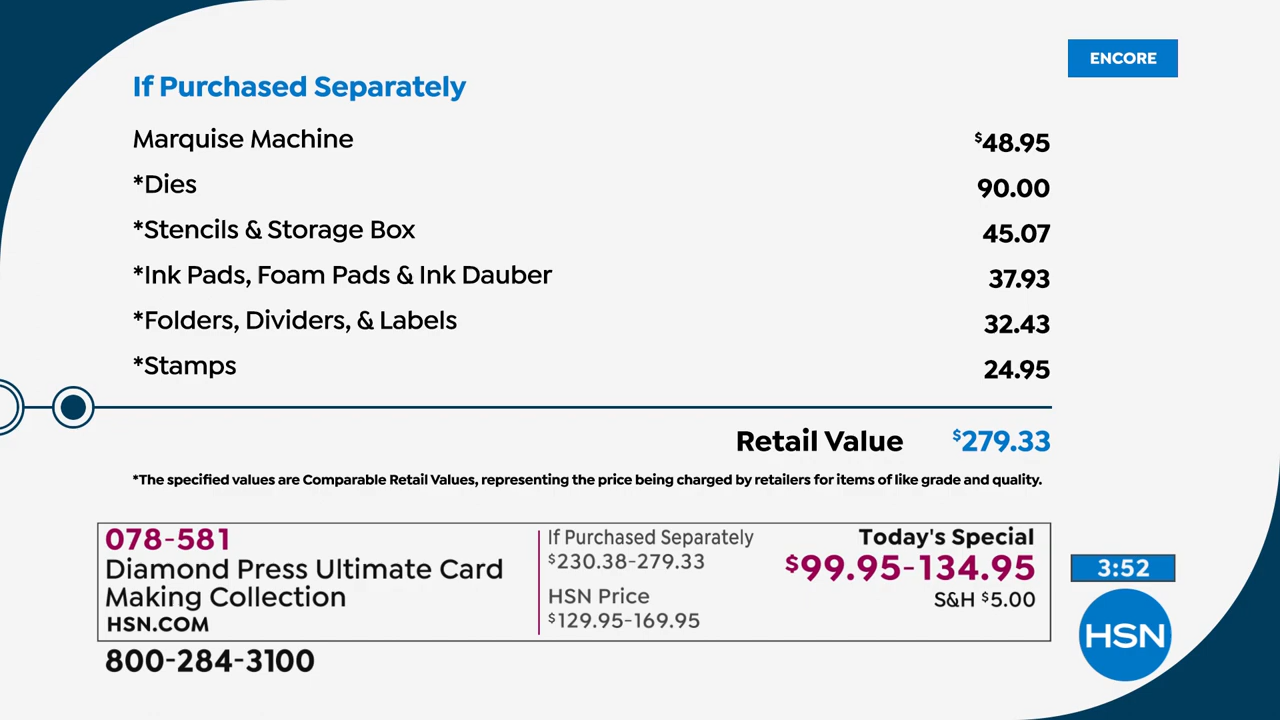 ENCORE
If Purchased Separately
Marquise Machine $48.95
*Dies 90.00
*Stencils & Storage Box 45.07
*Ink Pads, Foam Pads & Ink Dauber 37.93
*Folders, Dividers, & Labels 32.43
*Stamps 24.95
Retail Value $279.33
*The specified values are Comparable Retail Values, representing the price being charged by retailers for items of like grade and quality.
078-581
Diamond Press Ultimate Card
Making Collection
HSN.COM
If Purchased Separately
$230.38-279.33
HSN Price
$129.95-169.95
Today's Special
$99.95-134.95
S&H $5.00
3:52
HSN
800-284-3100